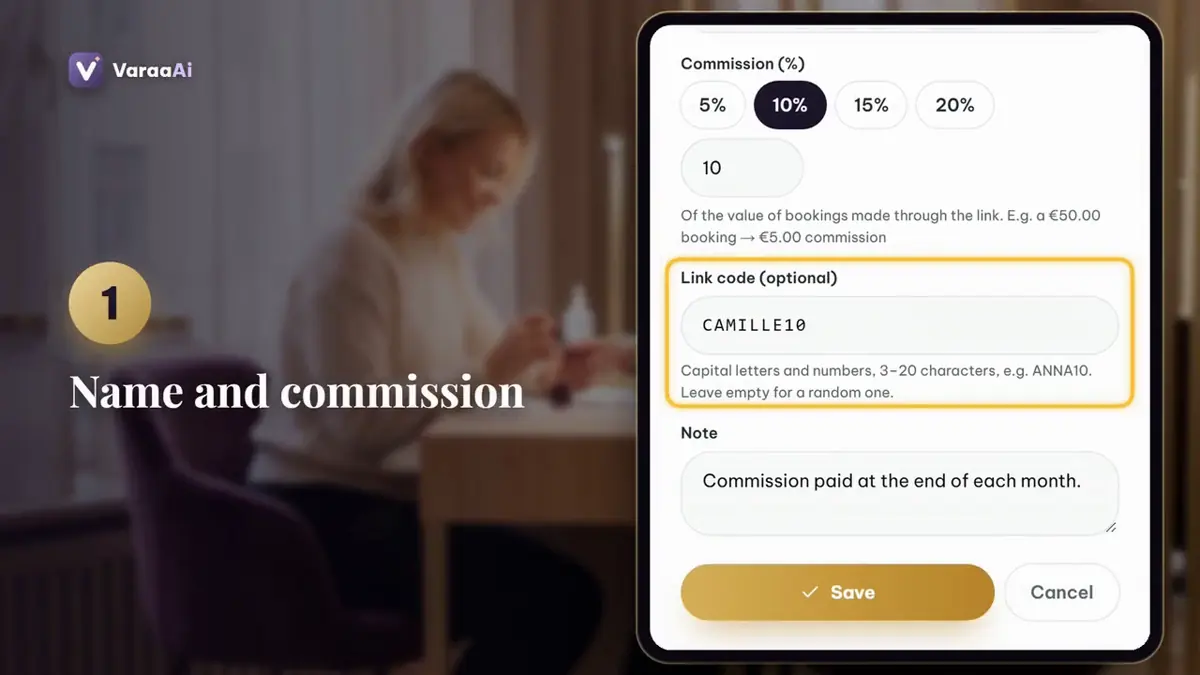 VaraaAi
1
Name and commission
Commission (%)
5% 10% 15% 20%
10
Of the value of bookings made through the link. E.g. a €50.00
booking → €5.00 commission
Link code (optional)
CAMILLE10
Capital letters and numbers, 3–20 characters, e.g. ANNA10.
Leave empty for a random one.
Note
Commission paid at the end of each month.
✓ Save Cancel